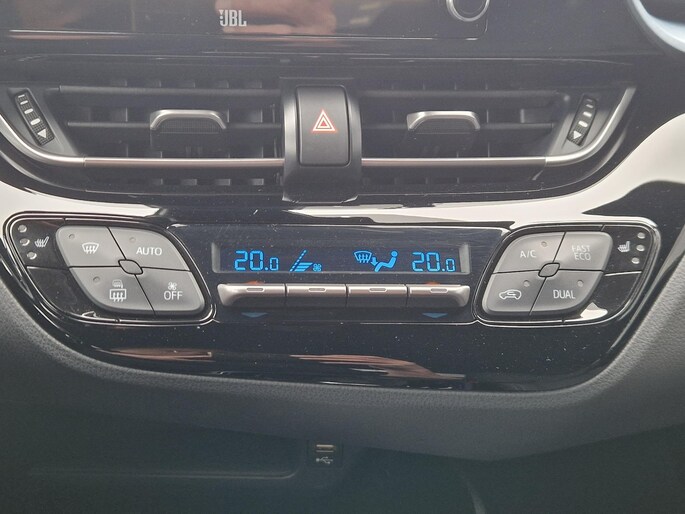 JBL
AUTO
OFF
20.0
20.0
A/C
FAST
ECO
DUAL